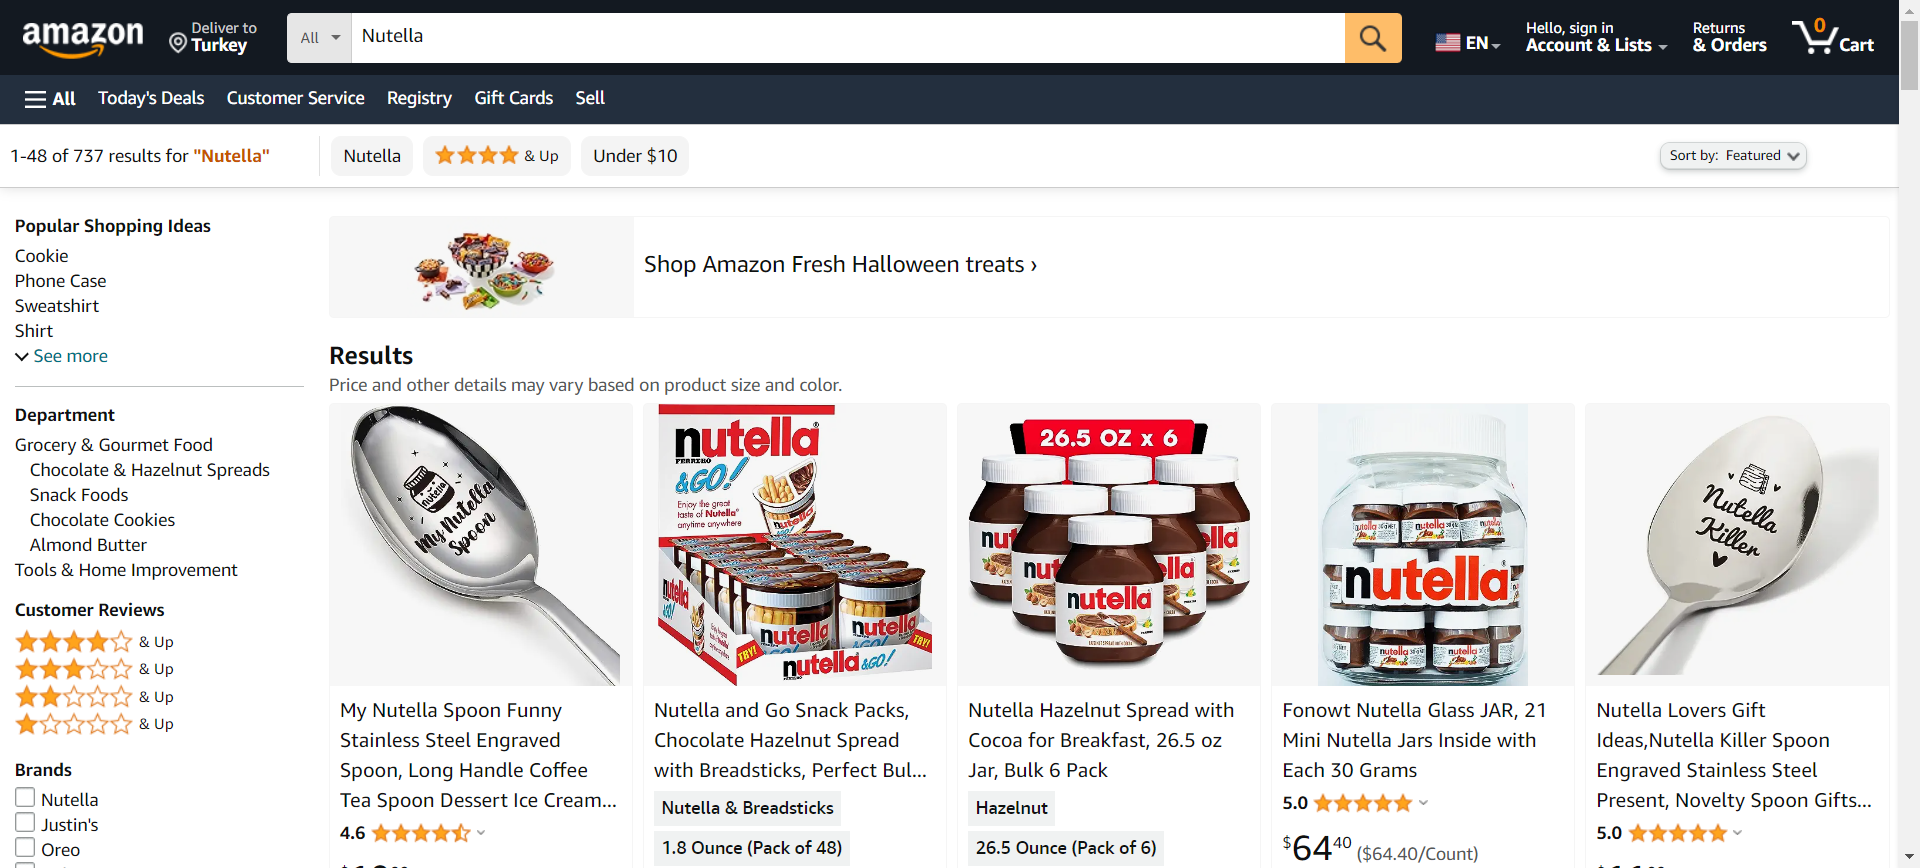 amazon
Deliver to
Turkey
All
Nutella
EN
Hello, sign in
Account & Lists
Returns
& Orders
0
Cart
All
Today's Deals
Customer Service
Registry
Gift Cards
Sell
1-48 of 737 results for "Nutella"
Nutella
& Up
Under $10
Sort by: Featured
Popular Shopping Ideas
Cookie
Phone Case
Sweatshirt
Shirt
See more
Department
Grocery & Gourmet Food
Chocolate & Hazelnut Spreads
Snack Foods
Chocolate Cookies
Almond Butter
Tools & Home Improvement
Customer Reviews
& Up
& Up
& Up
& Up
Brands
Nutella
Justin's
Oreo
Shop Amazon Fresh Halloween treats ›
Results
Price and other details may vary based on product size and color.
nutella
My Nutella
Spoon
My Nutella Spoon Funny
Stainless Steel Engraved
Spoon, Long Handle Coffee
Tea Spoon Dessert Ice Cream...
4.6
nutella
FERRERO
&GO!
Enjoy the great
taste of Nutella
anytime anywhere
nutella
nutella
nutella
TRY!
nutella &GO!
TRY!
Nutella and Go Snack Packs,
Chocolate Hazelnut Spread
with Breadsticks, Perfect Bul...
Nutella & Breadsticks
1.8 Ounce (Pack of 48)
26.5 OZ x 6
nutella
Nutella Hazelnut Spread with
Cocoa for Breakfast, 26.5 oz
Jar, Bulk 6 Pack
Hazelnut
26.5 Ounce (Pack of 6)
nutella
nutella
nutella
nutella
nutella
nutella
Fonowt Nutella Glass JAR, 21
Mini Nutella Jars Inside with
Each 30 Grams
5.0
$6440 ($64.40/Count)
Nutella
Killer
Nutella Lovers Gift
Ideas,Nutella Killer Spoon
Engraved Stainless Steel
Present, Novelty Spoon Gifts...
5.0